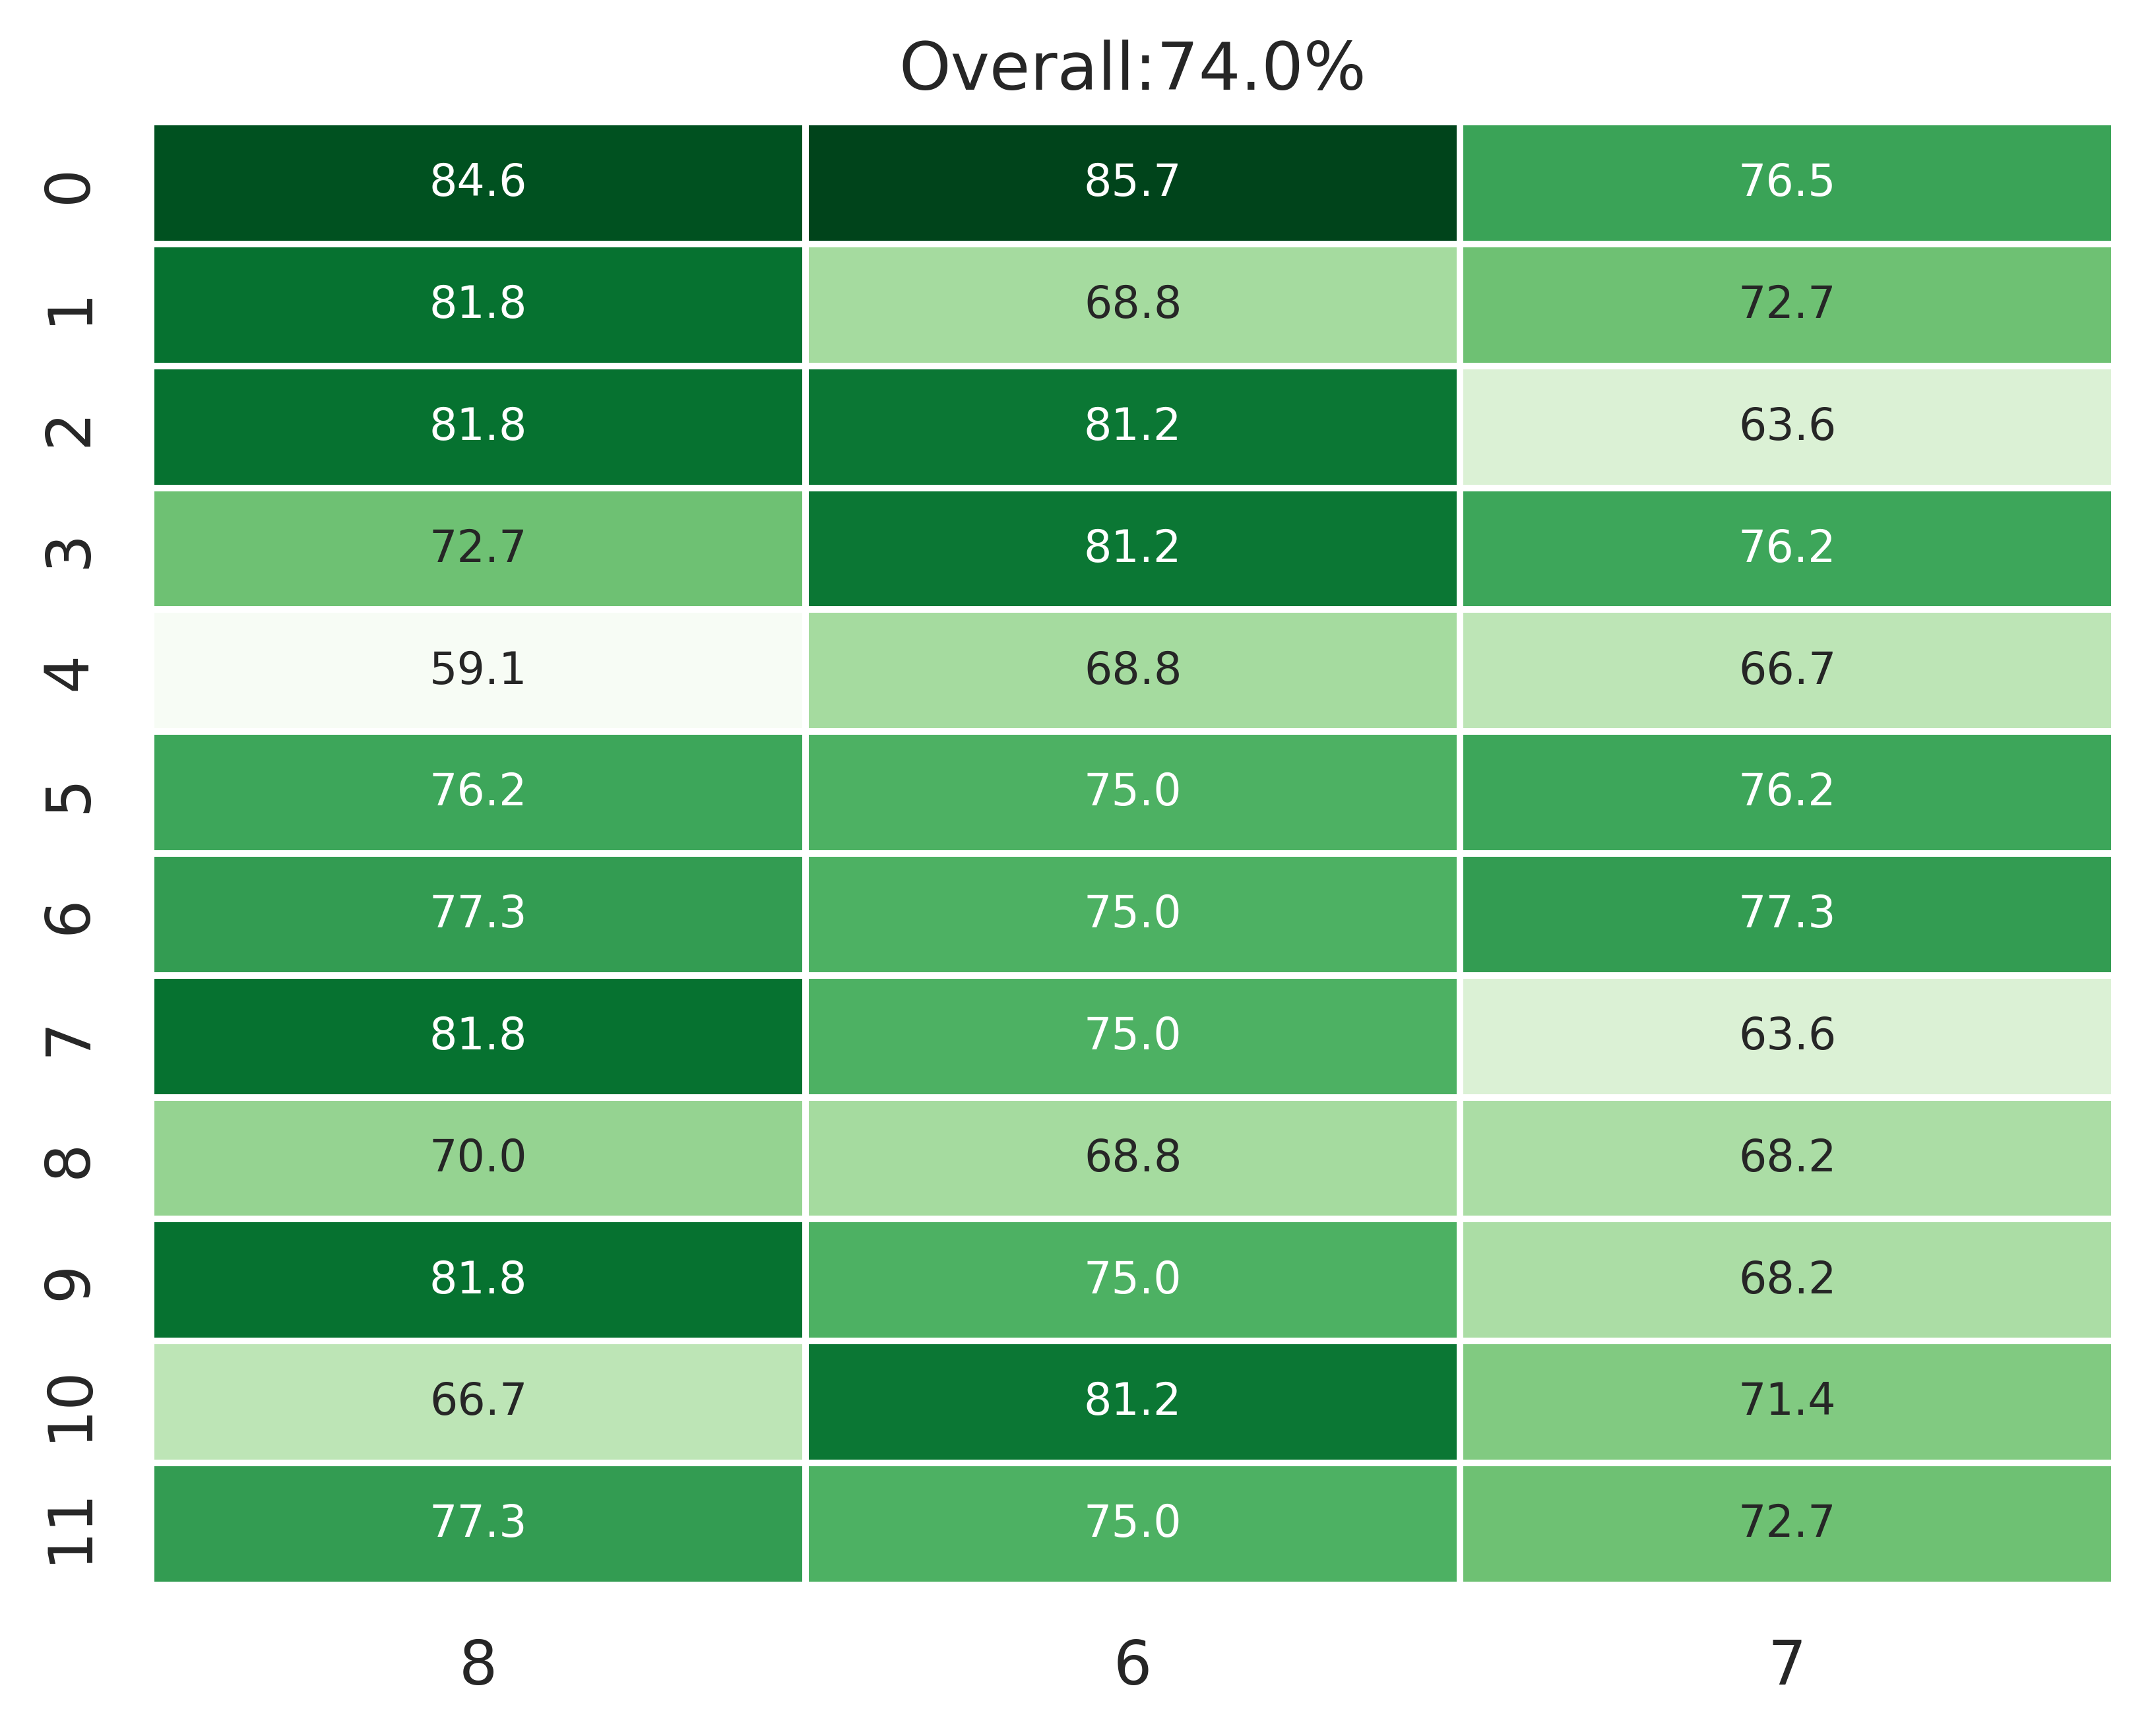 Overall:74.0%
0 84.6 85.7 76.5
1 81.8 68.8 72.7
2 81.8 81.2 63.6
3 72.7 81.2 76.2
4 59.1 68.8 66.7
5 76.2 75.0 76.2
6 77.3 75.0 77.3
7 81.8 75.0 63.6
8 70.0 68.8 68.2
9 81.8 75.0 68.2
10 66.7 81.2 71.4
11 77.3 75.0 72.7
8 6 7